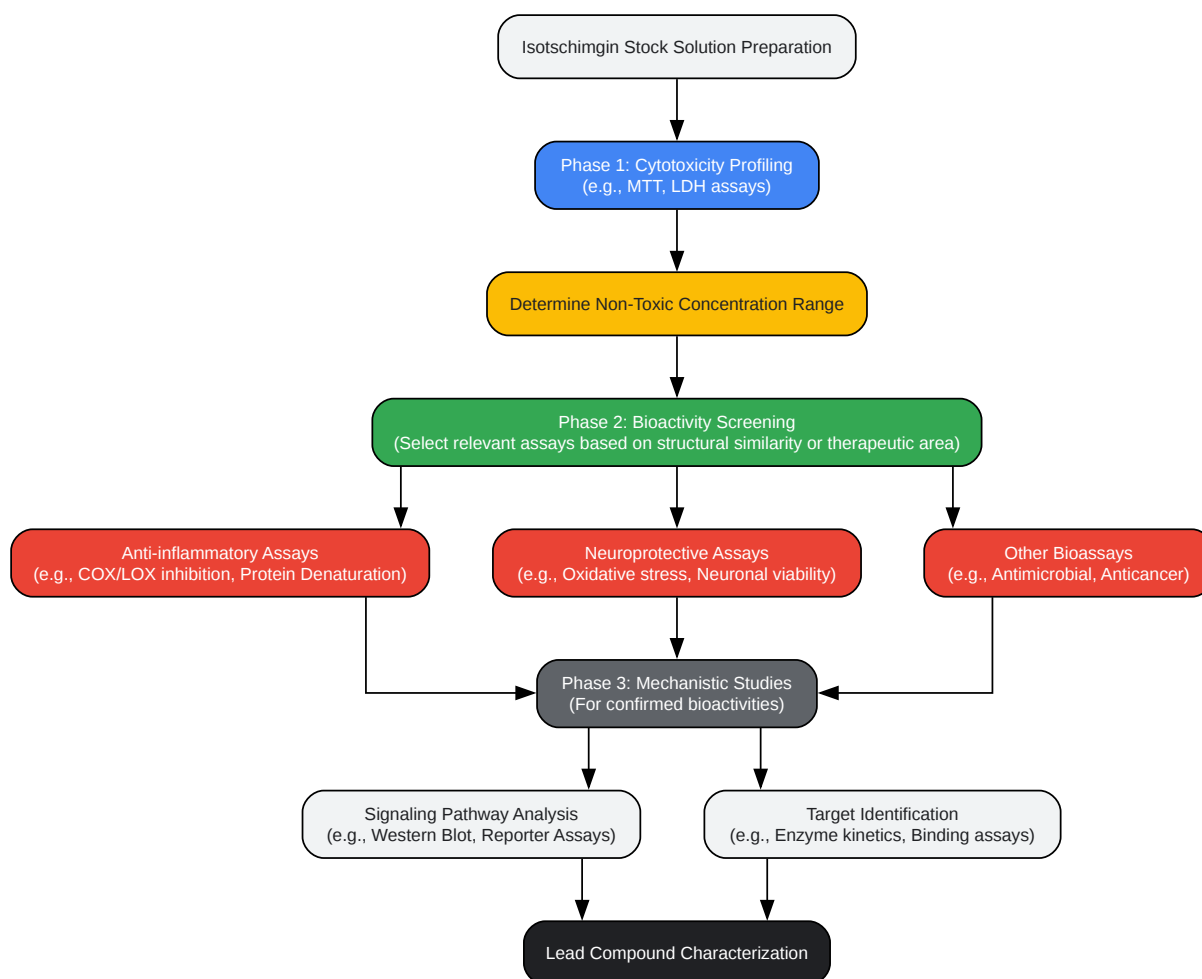 Isotschimgin Stock Solution Preparation
Phase 1: Cytotoxicity Profiling
(e.g., MTT, LDH assays)
Determine Non-Toxic Concentration Range
Phase 2: Bioactivity Screening
(Select relevant assays based on structural similarity or therapeutic area)
Anti-inflammatory Assays
(e.g., COX/LOX inhibition, Protein Denaturation)
Neuroprotective Assays
(e.g., Oxidative stress, Neuronal viability)
Other Bioassays
(e.g., Antimicrobial, Anticancer)
Phase 3: Mechanistic Studies
(For confirmed bioactivities)
Signaling Pathway Analysis
(e.g., Western Blot, Reporter Assays)
Target Identification
(e.g., Enzyme kinetics, Binding assays)
Lead Compound Characterization